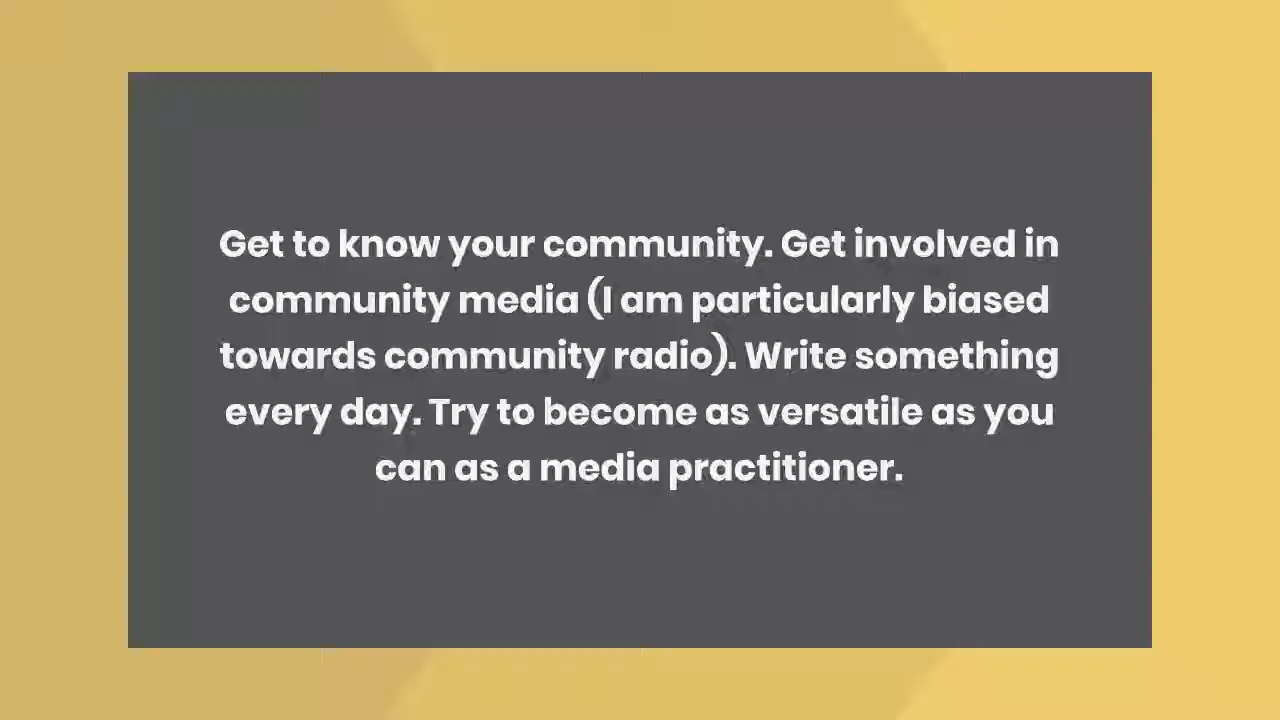 Get to know your community. Get involved in
community media (I am particularly biased
towards community radio). Write something
every day. Try to become as versatile as you
can as a media practitioner.